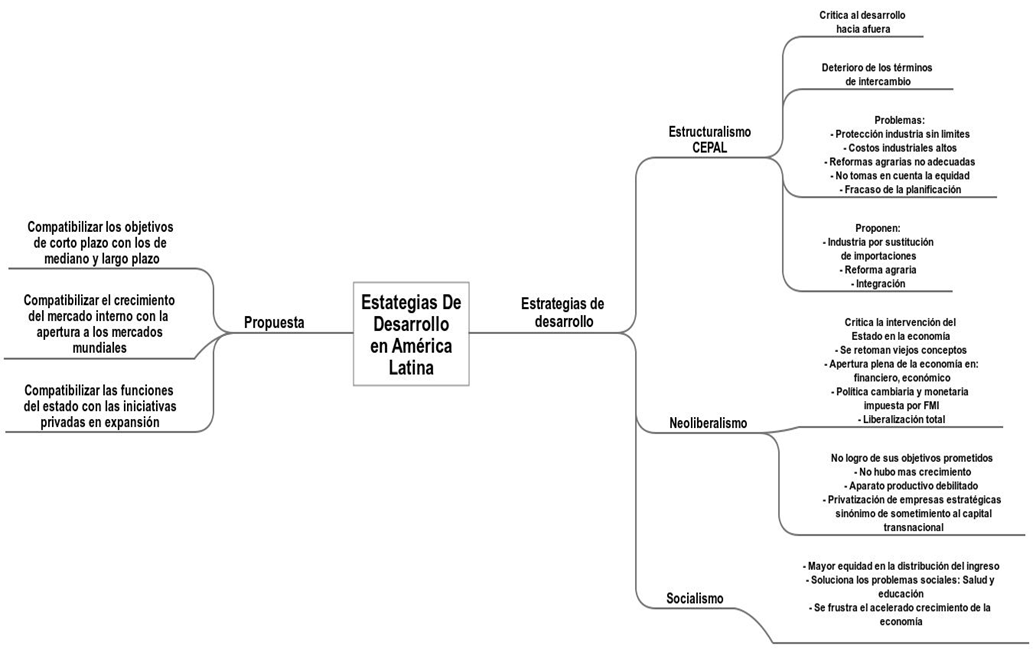 Estategias De
Desarrollo
en América
Latina
Propuesta
Compatibilizar los objetivos
de corto plazo con los de
mediano y largo plazo
Compatibilizar el crecimiento
del mercado interno con la
apertura a los mercados
mundiales
Compatibilizar las funciones
del estado con las iniciativas
privadas en expansión
Estrategias de
desarrollo
Estructuralismo
CEPAL
Critica al desarrollo
hacia afuera
Deterioro de los términos
de intercambio
Problemas:
- Protección industria sin limites
- Costos industriales altos
- Reformas agrarias no adecuadas
- No tomas en cuenta la equidad
- Fracaso de la planificación
Proponen:
- Industria por sustitución
de importaciones
- Reforma agraria
- Integración
Neoliberalismo
Critica la intervención del
Estado en la economía
- Se retoman viejos conceptos
- Apertura plena de la economía en:
financiero, económico
- Política cambiaria y monetaria
impuesta por FMI
- Liberalización total
No logro de sus objetivos prometidos
- No hubo mas crecimiento
- Aparato productivo debilitado
- Privatización de empresas estratégicas
sinónimo de sometimiento al capital
transnacional
Socialismo
- Mayor equidad en la distribución del ingreso
- Soluciona los problemas sociales: Salud y
educación
- Se frustra el acelerado crecimiento de la
economía